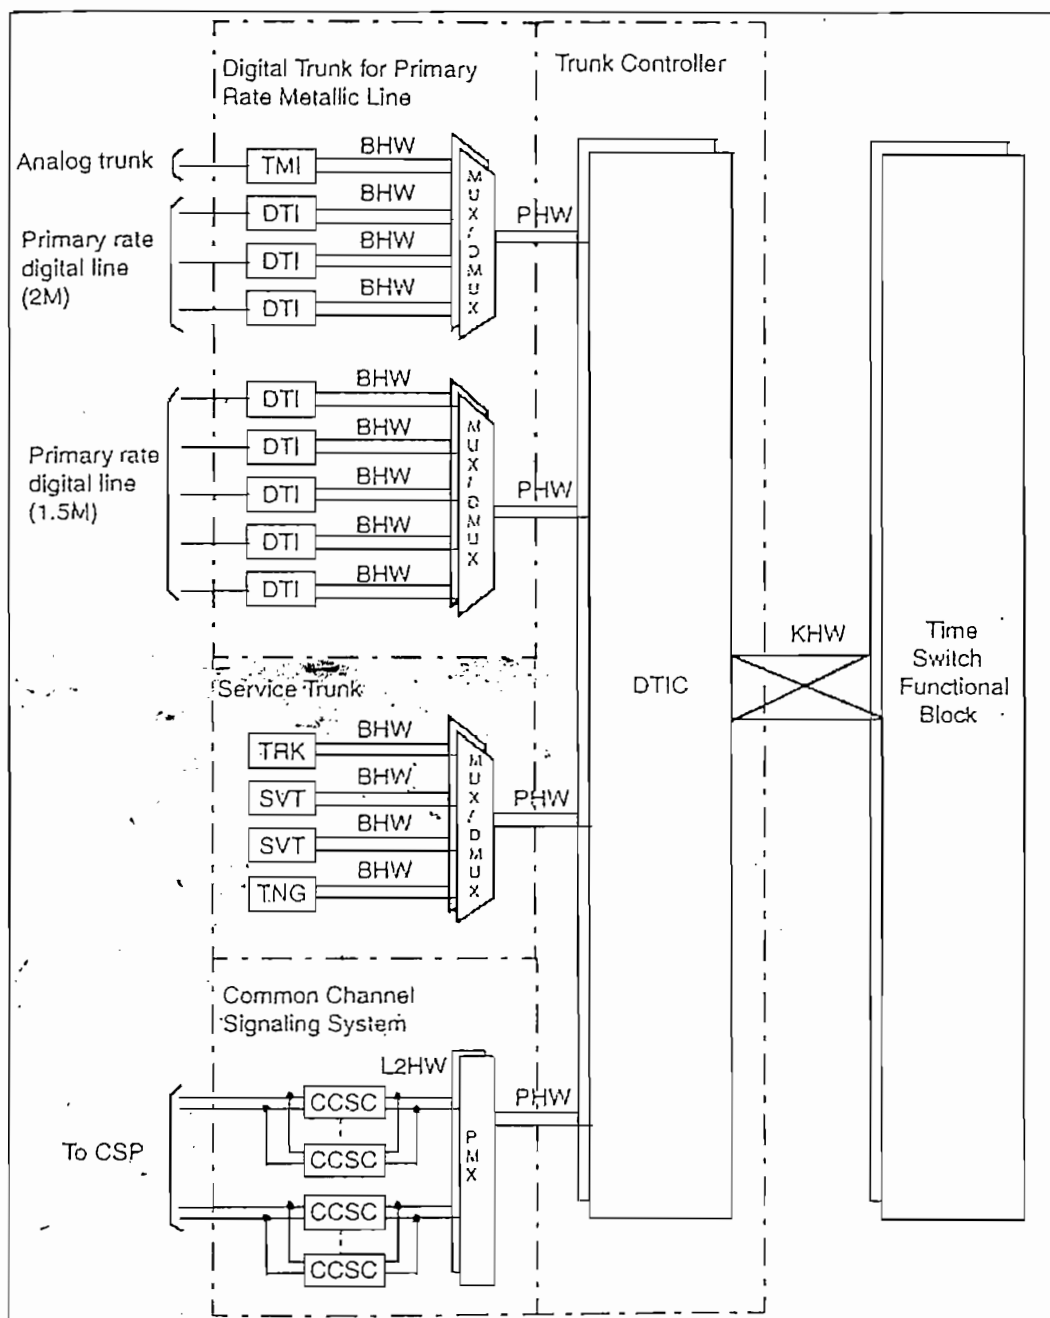 Digital Trunk for Primary
Rate Metallic Line
Trunk Controller
Analog trunk
TMI
BHW
DTI
BHW
DTI
BHW
DTI
BHW
MUX/DMUX
PHW
Primary rate
digital line
(2M)
DTI
BHW
DTI
BHW
DTI
BHW
DTI
BHW
DTI
BHW
MUX/DMUX
PHW
Primary rate
digital line
(1.5M)
DTIC
KHW
Time
Switch
Functional
Block
Service Trunk
TRK
BHW
SVT
BHW
SVT
BHW
TNG
BHW
MUX/DMUX
PHW
Common Channel
Signaling System
L2HW
CCSC
CCSC
CCSC
CCSC
PMX
PHW
To CSP